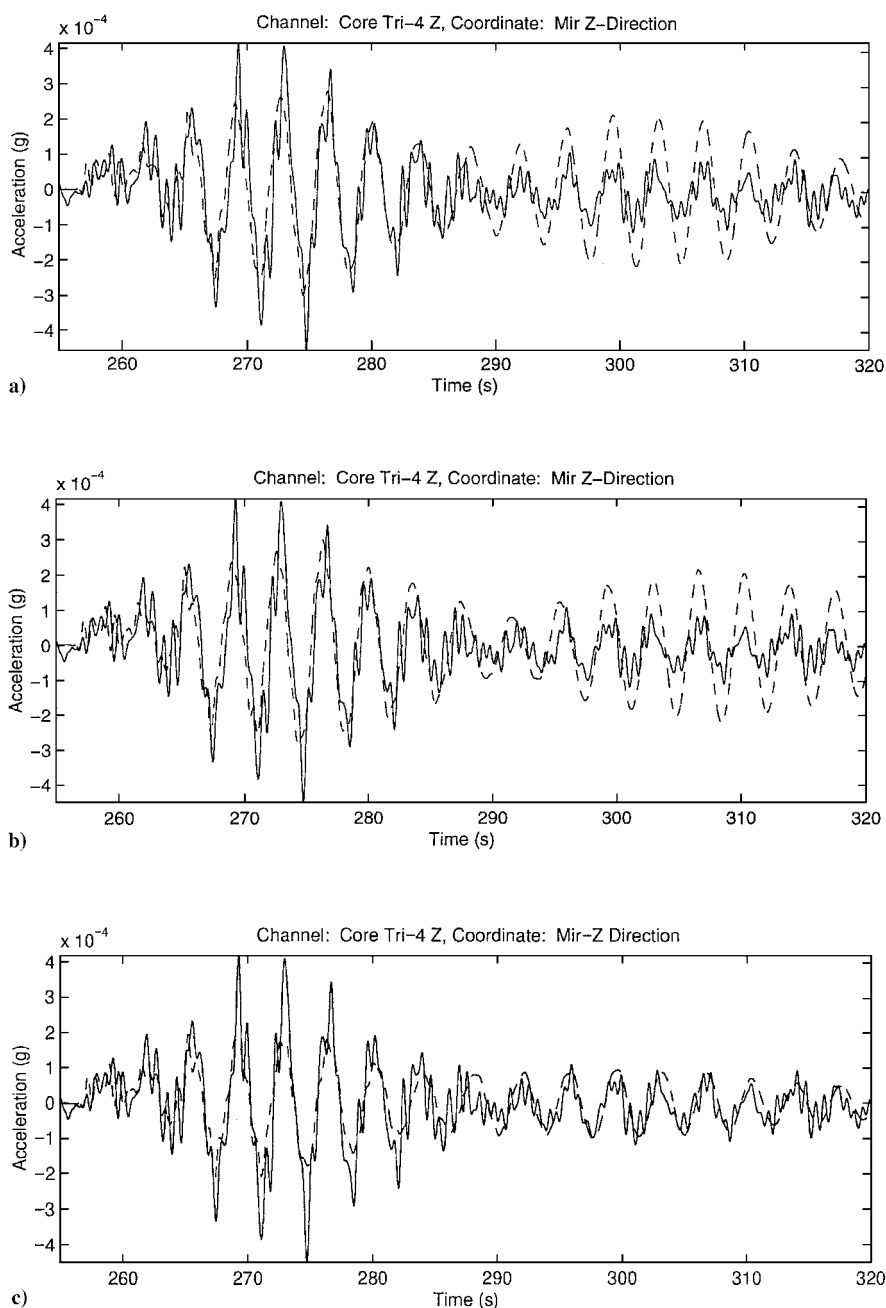 Channel: Core Tri-4 Z, Coordinate: Mir Z-Direction
x 10⁻⁴
4
3
2
1
0
-1
-2
-3
-4
Acceleration (g)
260 270 280 290 300 310 320
Time (s)
a)
Channel: Core Tri-4 Z, Coordinate: Mir Z-Direction
x 10⁻⁴
4
3
2
1
0
-1
-2
-3
-4
Acceleration (g)
260 270 280 290 300 310 320
Time (s)
b)
Channel: Core Tri-4 Z, Coordinate: Mir-Z Direction
x 10⁻⁴
4
3
2
1
0
-1
-2
-3
-4
Acceleration (g)
260 270 280 290 300 310 320
Time (s)
c)